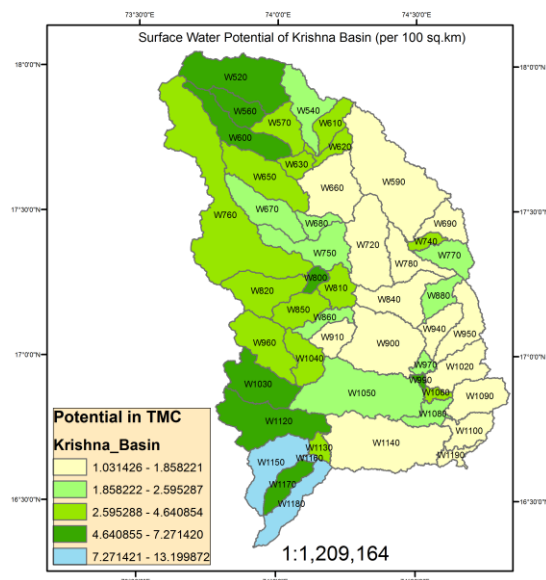 73°30'0"E 74°0'0"E 74°30'0"E
Surface Water Potential of Krishna Basin (per 100 sq.km)
18°0'0"N 18°0'0"N
W520
W560 W540
W570 W610
W600 W620
W630
W650 W660 W590
17°30'0"N 17°30'0"N
W760 W670 W680 W690
W720 W740
W750 W780 W770
W800
W820 W810 W840 W880
W850 W860
W910 W900 W940 W950
17°0'0"N 17°0'0"N
W960 W1040 W970 W1020
W1030 W990
W1050 W1060 W1090
W1080
W1120 W1100
W1130 W1140
W1150 W1160 W1190
W1170
W1180
16°30'0"N 16°30'0"N
Potential in TMC
Krishna_Basin
1.031426 - 1.858221
1.858222 - 2.595287
2.595288 - 4.640854
4.640855 - 7.271420
7.271421 - 13.199872
1:1,209,164